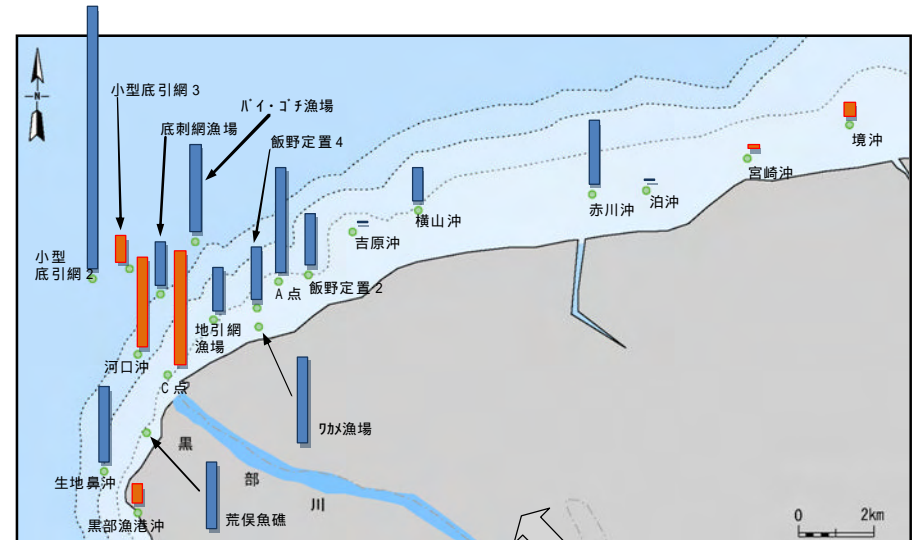 N
小型底引網3
バイ・ゴチ漁場
底刺網漁場
飯野定置4
境沖
宮崎沖
泊沖
赤川沖
横山沖
吉原沖
小型
底引網2
A点
飯野定置2
地引網
漁場
河口沖
C点
ワカメ漁場
黒
部
川
生地鼻沖
荒俣魚礁
黒部漁港沖
0 2km